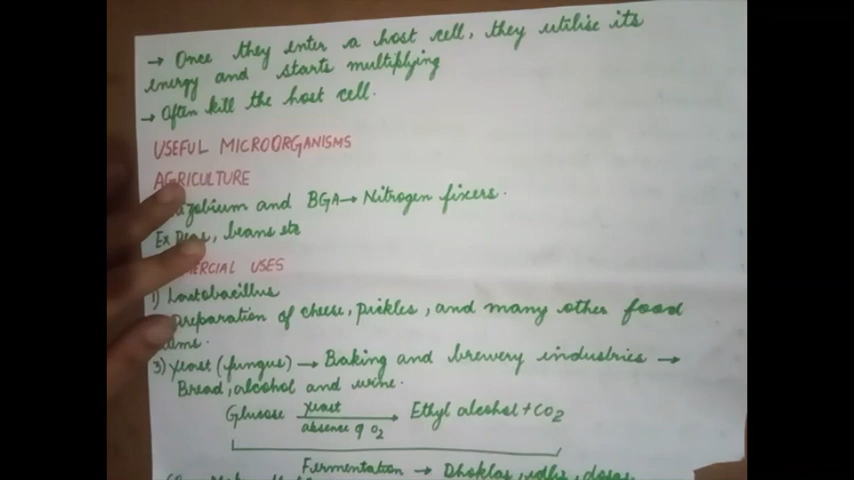 → Once they enter a host cell, they utilise its
energy and starts multiplying
→ Often kill the host cell.
USEFUL MICROORGANISMS
AGRICULTURE
and BGA → Nitrogen fixers.
Ex , beans etc
USES
1) Lactobacillus
Preparation of cheese, pickles, and many other food
3) Yeast (fungus) → Baking and brewery industries →
Bread, alcohol and wine.
Glucose yeast Ethyl alcohol + CO2
absence of O2
Fermentation → Dhoklas, idlis, dosas,